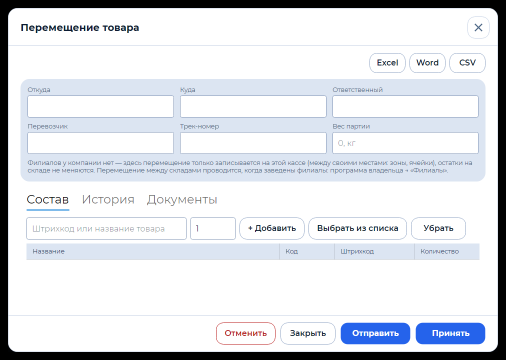 Перемещение товара
Excel Word CSV
Откуда Куда Ответственный
Перевозчик Трек-номер Вес партии
0, кг
Филиалов у компании нет — здесь перемещение только записывается на этой кассе (между своими местами: зоны, ячейки), остатки на
складе не меняются. Перемещение между складами проводится, когда заведены филиалы: программа владельца → «Филиалы».
Состав История Документы
Штрихкод или название товара 1 + Добавить Выбрать из списка Убрать
Название Код Штрихкод Количество
Отменить Закрыть Отправить Принять